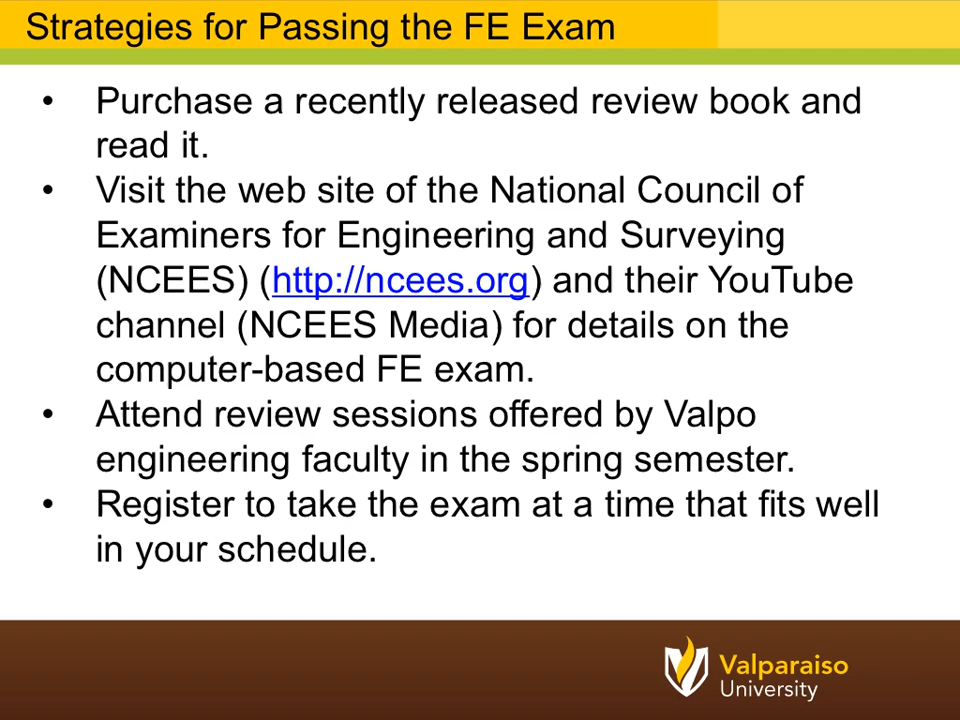 Strategies for Passing the FE Exam
• Purchase a recently released review book and
read it.
• Visit the web site of the National Council of
Examiners for Engineering and Surveying
(NCEES) (http://ncees.org) and their YouTube
channel (NCEES Media) for details on the
computer-based FE exam.
• Attend review sessions offered by Valpo
engineering faculty in the spring semester.
• Register to take the exam at a time that fits well
in your schedule.
Valparaiso
University